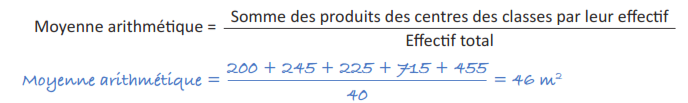 Moyenne arithmétique = Somme des produits des centres des classes par leur effectif / Effectif total
Moyenne arithmétique = 200 + 245 + 225 + 715 + 455 / 40 = 46 m²